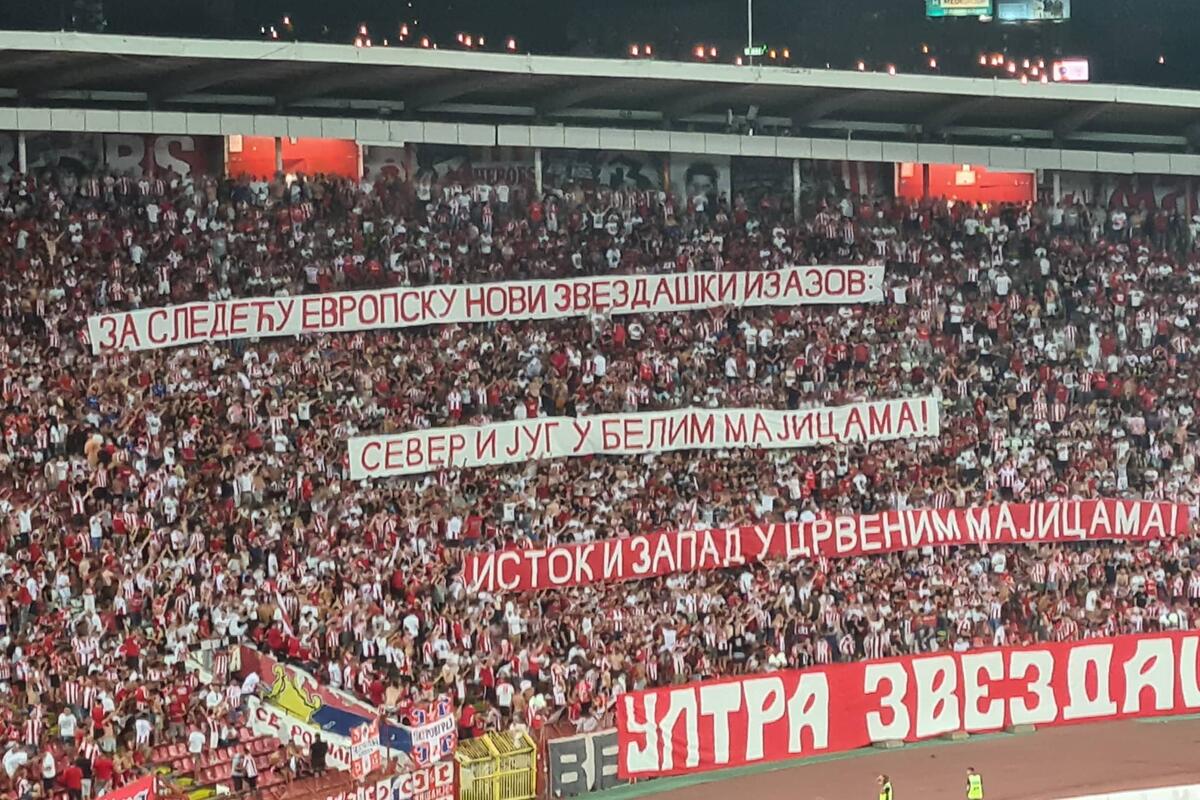 ЗА СЛЕДЕЋУ ЕВРОПСКУ НОВИ ЗВЕЗДАШКИ ИЗАЗОВ:
СЕВЕР И ЈУГ У БЕЛИМ МАЈИЦАМА!
ИСТОК И ЗАПАД У ЦРВЕНИМ МАЈИЦАМА!
УЛТРА ЗВЕЗДАШ